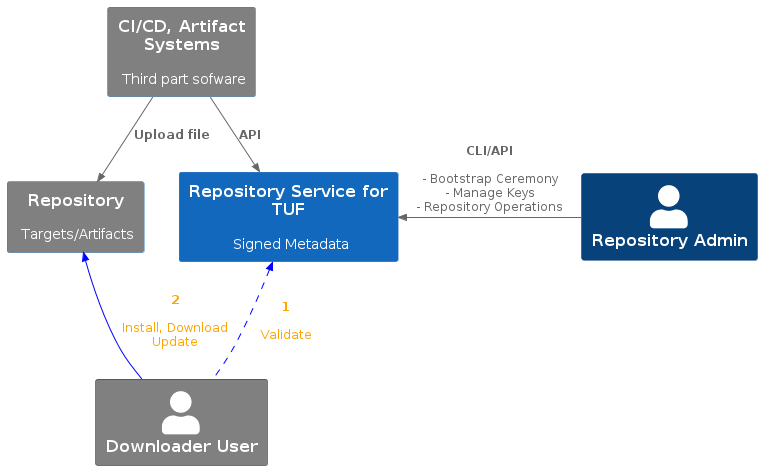 CI/CD, Artifact
Systems
Third part sofware
Upload file
API
CLI/API
- Bootstrap Ceremony
- Manage Keys
- Repository Operations
Repository
Targets/Artifacts
Repository Service for
TUF
Signed Metadata
Repository Admin
2
Install, Download
Update
1
Validate
Downloader User